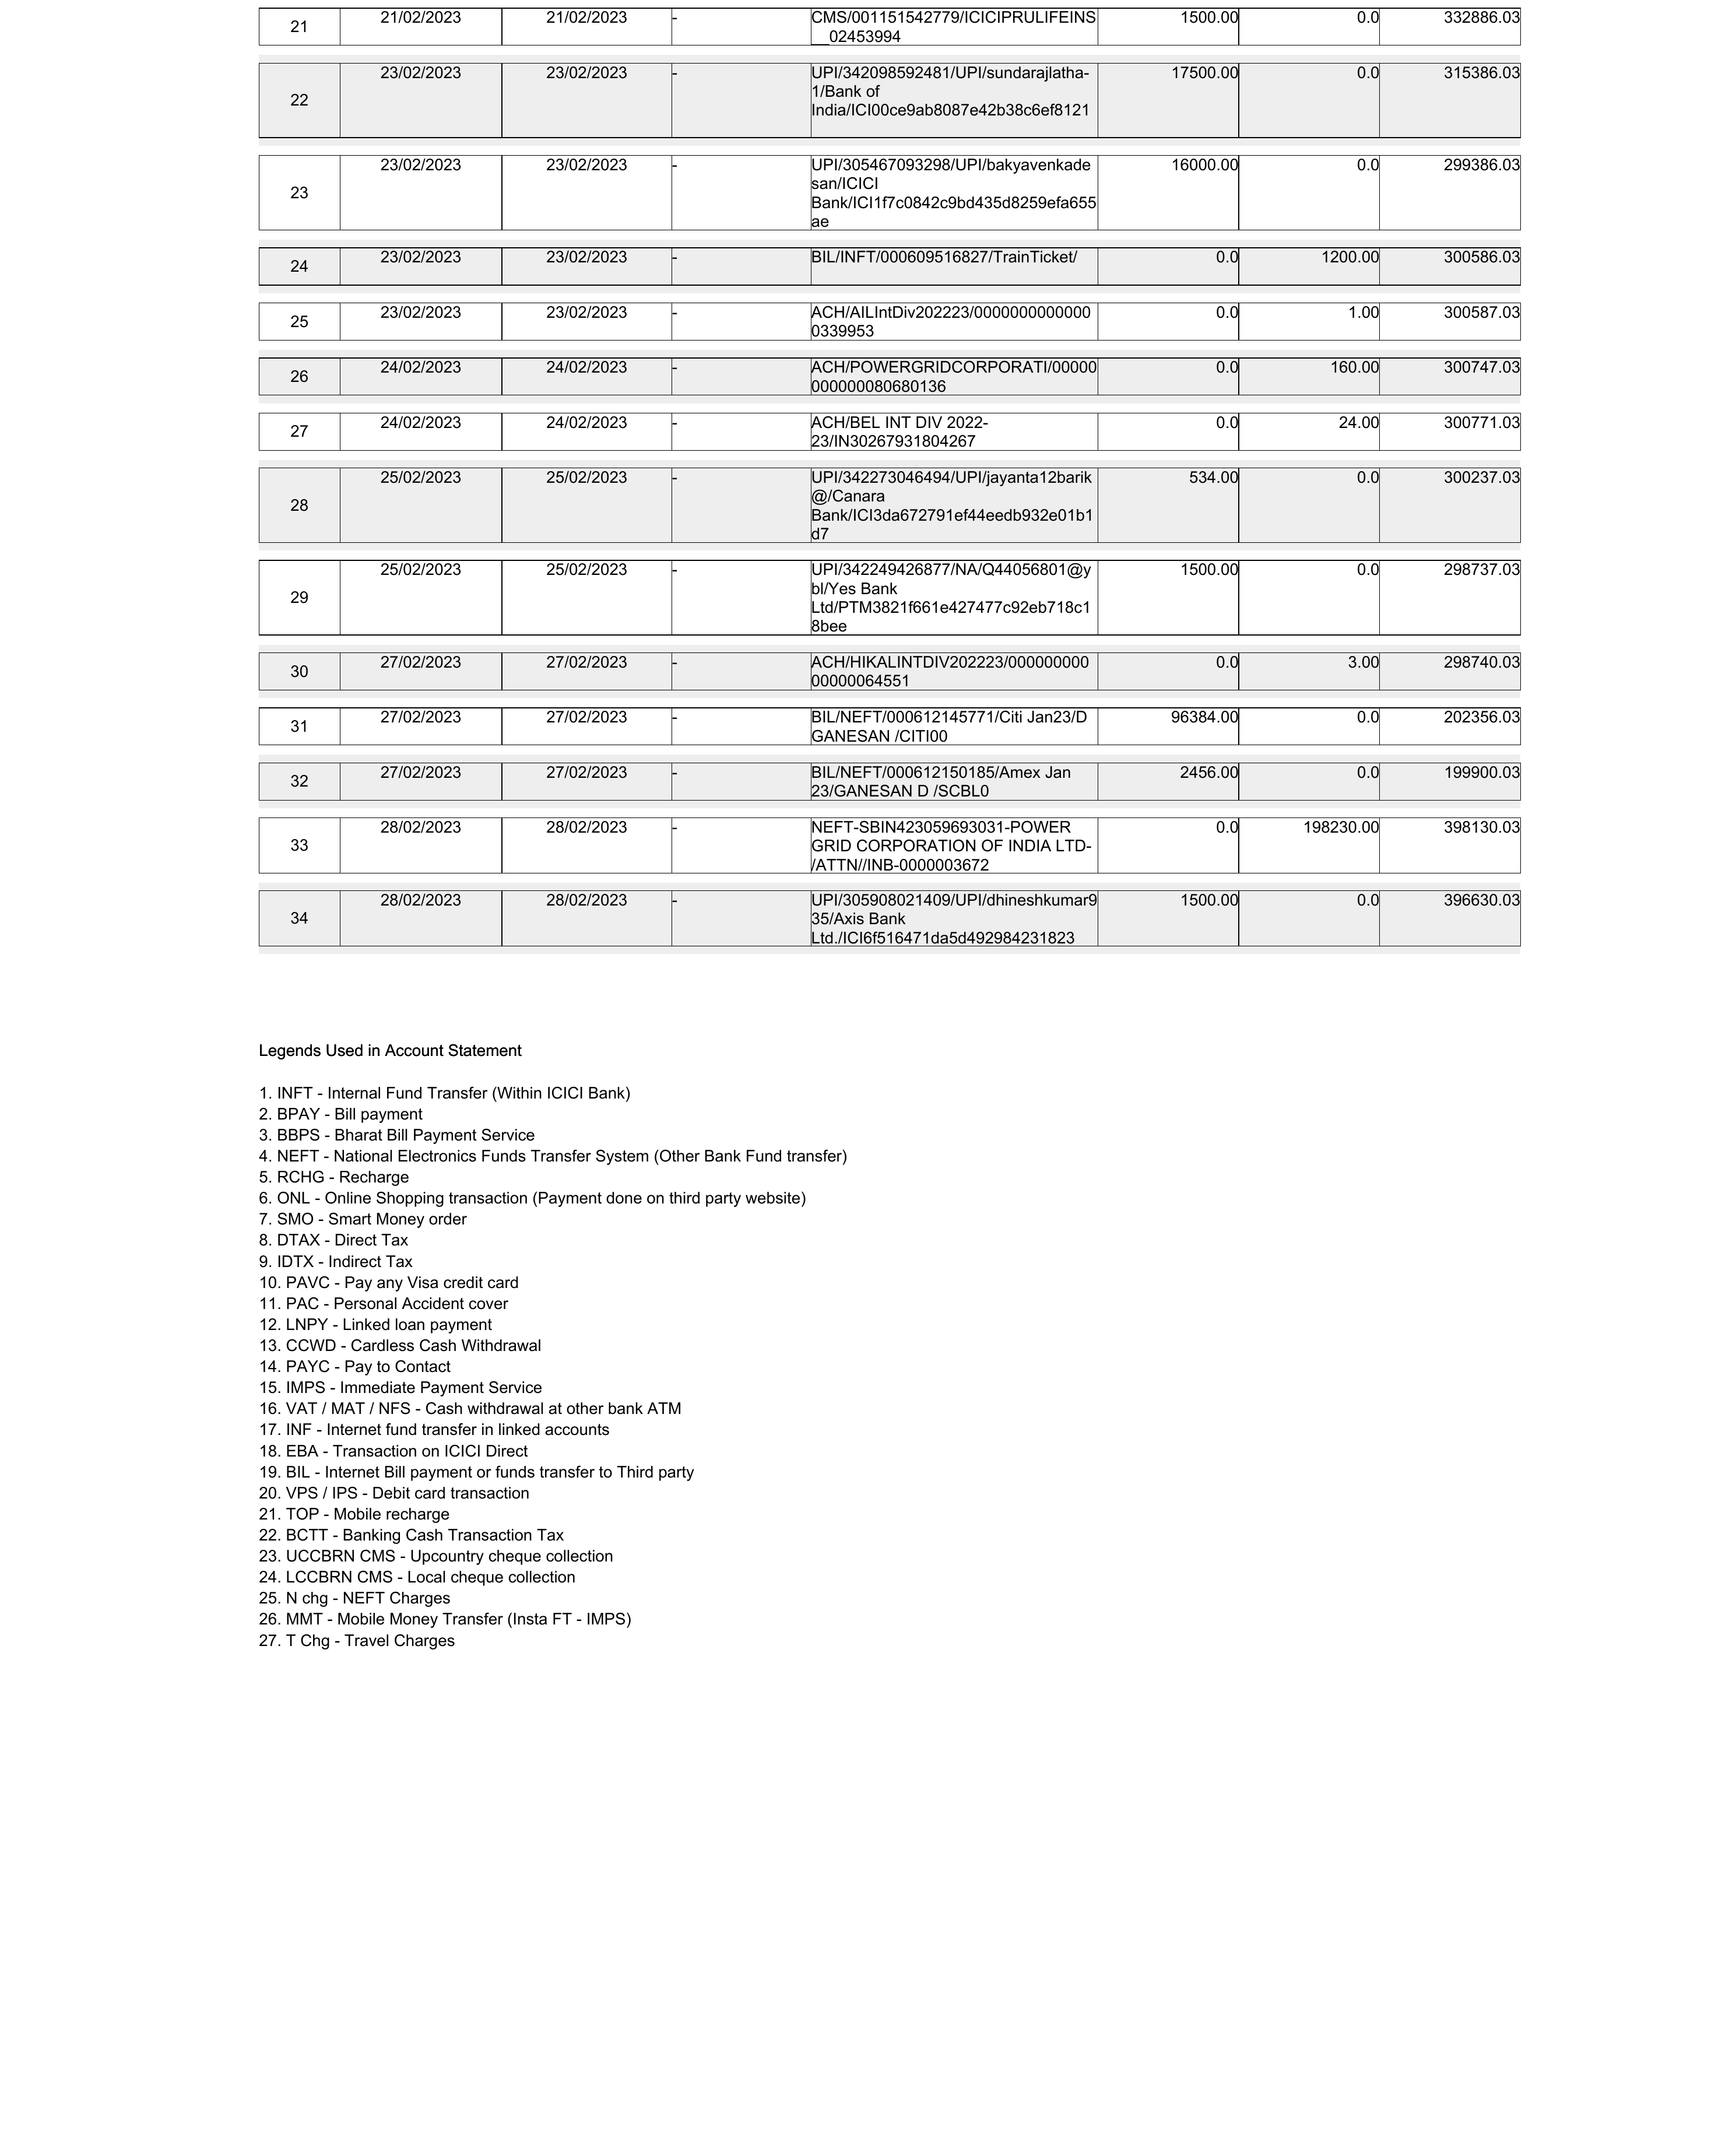 21 21/02/2023 21/02/2023 - CMS/001151542779/ICICIPRULIFEINS 1500.00 0.0 332886.03
__02453994
22 23/02/2023 23/02/2023 - UPI/342098592481/UPI/sundarajlatha- 17500.00 0.0 315386.03
1/Bank of
India/ICI00ce9ab8087e42b38c6ef8121
23 23/02/2023 23/02/2023 - UPI/305467093298/UPI/bakyavenkade 16000.00 0.0 299386.03
san/ICICI
Bank/ICI1f7c0842c9bd435d8259efa655
ae
24 23/02/2023 23/02/2023 - BIL/INFT/000609516827/TrainTicket/ 0.0 1200.00 300586.03
25 23/02/2023 23/02/2023 - ACH/AILIntDiv202223/0000000000000 0.0 1.00 300587.03
0339953
26 24/02/2023 24/02/2023 - ACH/POWERGRIDCORPORATI/00000 0.0 160.00 300747.03
000000000080680136
27 24/02/2023 24/02/2023 - ACH/BEL INT DIV 2022- 0.0 24.00 300771.03
23/IN30267931804267
28 25/02/2023 25/02/2023 - UPI/342273046494/UPI/jayanta12barik 534.00 0.0 300237.03
@/Canara
Bank/ICI3da672791ef44eedb932e01b1
d7
29 25/02/2023 25/02/2023 - UPI/342249426877/NA/Q44056801@y 1500.00 0.0 298737.03
bl/Yes Bank
Ltd/PTM3821f661e427477c92eb718c1
8bee
30 27/02/2023 27/02/2023 - ACH/HIKALINTDIV202223/000000000 0.0 3.00 298740.03
00000064551
31 27/02/2023 27/02/2023 - BIL/NEFT/000612145771/Citi Jan23/D 96384.00 0.0 202356.03
GANESAN /CITI00
32 27/02/2023 27/02/2023 - BIL/NEFT/000612150185/Amex Jan 2456.00 0.0 199900.03
23/GANESAN D /SCBL0
33 28/02/2023 28/02/2023 - NEFT-SBIN423059693031-POWER 0.0 198230.00 398130.03
GRID CORPORATION OF INDIA LTD-
/ATTN//INB-0000003672
34 28/02/2023 28/02/2023 - UPI/305908021409/UPI/dhineshkumar9 1500.00 0.0 396630.03
35/Axis Bank
Ltd./ICI6f516471da5d492984231823
Legends Used in Account Statement
1. INFT - Internal Fund Transfer (Within ICICI Bank)
2. BPAY - Bill payment
3. BBPS - Bharat Bill Payment Service
4. NEFT - National Electronics Funds Transfer System (Other Bank Fund transfer)
5. RCHG - Recharge
6. ONL - Online Shopping transaction (Payment done on third party website)
7. SMO - Smart Money order
8. DTAX - Direct Tax
9. IDTX - Indirect Tax
10. PAVC - Pay any Visa credit card
11. PAC - Personal Accident cover
12. LNPY - Linked loan payment
13. CCWD - Cardless Cash Withdrawal
14. PAYC - Pay to Contact
15. IMPS - Immediate Payment Service
16. VAT / MAT / NFS - Cash withdrawal at other bank ATM
17. INF - Internet fund transfer in linked accounts
18. EBA - Transaction on ICICI Direct
19. BIL - Internet Bill payment or funds transfer to Third party
20. VPS / IPS - Debit card transaction
21. TOP - Mobile recharge
22. BCTT - Banking Cash Transaction Tax
23. UCCBRN CMS - Upcountry cheque collection
24. LCCBRN CMS - Local cheque collection
25. N chg - NEFT Charges
26. MMT - Mobile Money Transfer (Insta FT - IMPS)
27. T Chg - Travel Charges